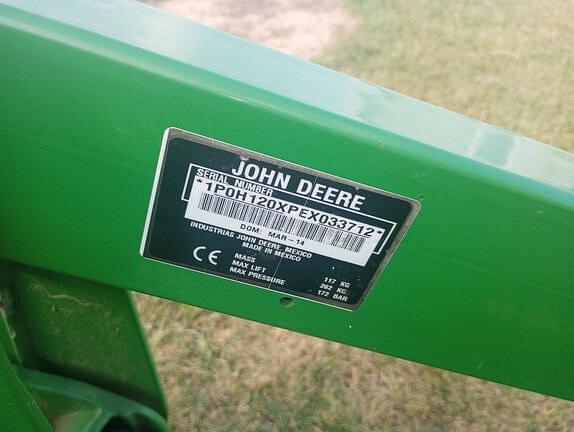 JOHN DEERE
SERIAL NUMBER
*1P0H120XPEX033712*
DOM: MAR-14
INDUSTRIAS JOHN DEERE, MEXICO
MADE IN MEXICO
CE
MASS 117 KG
MAX LIFT 262 KG
MAX PRESSURE 172 BAR